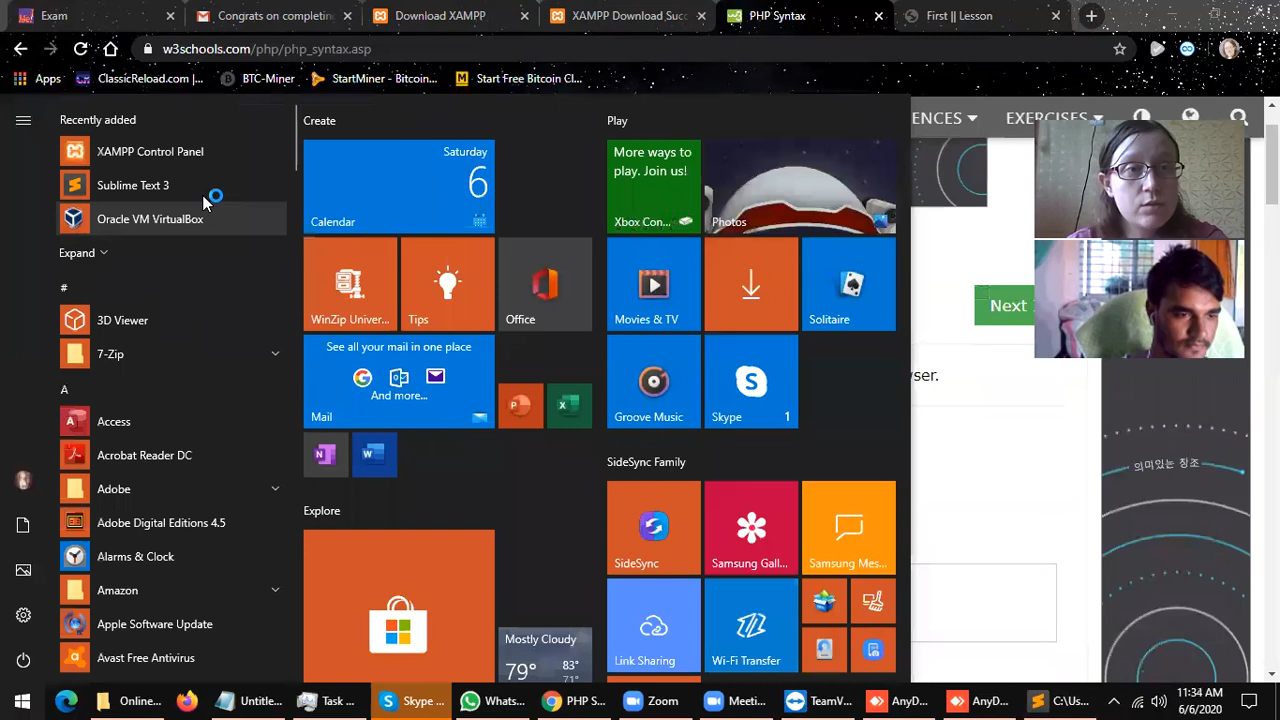 Exam
Congrats on completing
Download XAMPP
XAMPP Download Succ
PHP Syntax
First || Lesson
w3schools.com/php/php_syntax.asp
Apps
ClassicReload.com |...
BTC-Miner
StartMiner - Bitcoin...
Start Free Bitcoin Cl...
ENCES
EXERCISES
Recently added
XAMPP Control Panel
Sublime Text 3
Oracle VM VirtualBox
Expand
#
3D Viewer
7-Zip
A
Access
Acrobat Reader DC
Adobe
Adobe Digital Editions 4.5
Alarms & Clock
Amazon
Apple Software Update
Avast Free Antivirus
Create
Saturday
6
Calendar
WinZip Univer...
Tips
Office
See all your mail in one place
And more...
Mail
Explore
Mostly Cloudy
79°
83°
71°
Play
More ways to
play. Join us!
Xbox Con...
Photos
Movies & TV
Solitaire
Groove Music
Skype
1
SideSync Family
SideSync
Samsung Gall...
Samsung Mes...
Link Sharing
Wi-Fi Transfer
Next
wser.
의미있는 창조
Online...
Untitle...
Task ...
Skype ...
Whats...
PHP S...
Zoom
Meeti...
TeamV...
AnyD...
AnyD...
C:\Us...
11:34 AM
6/6/2020